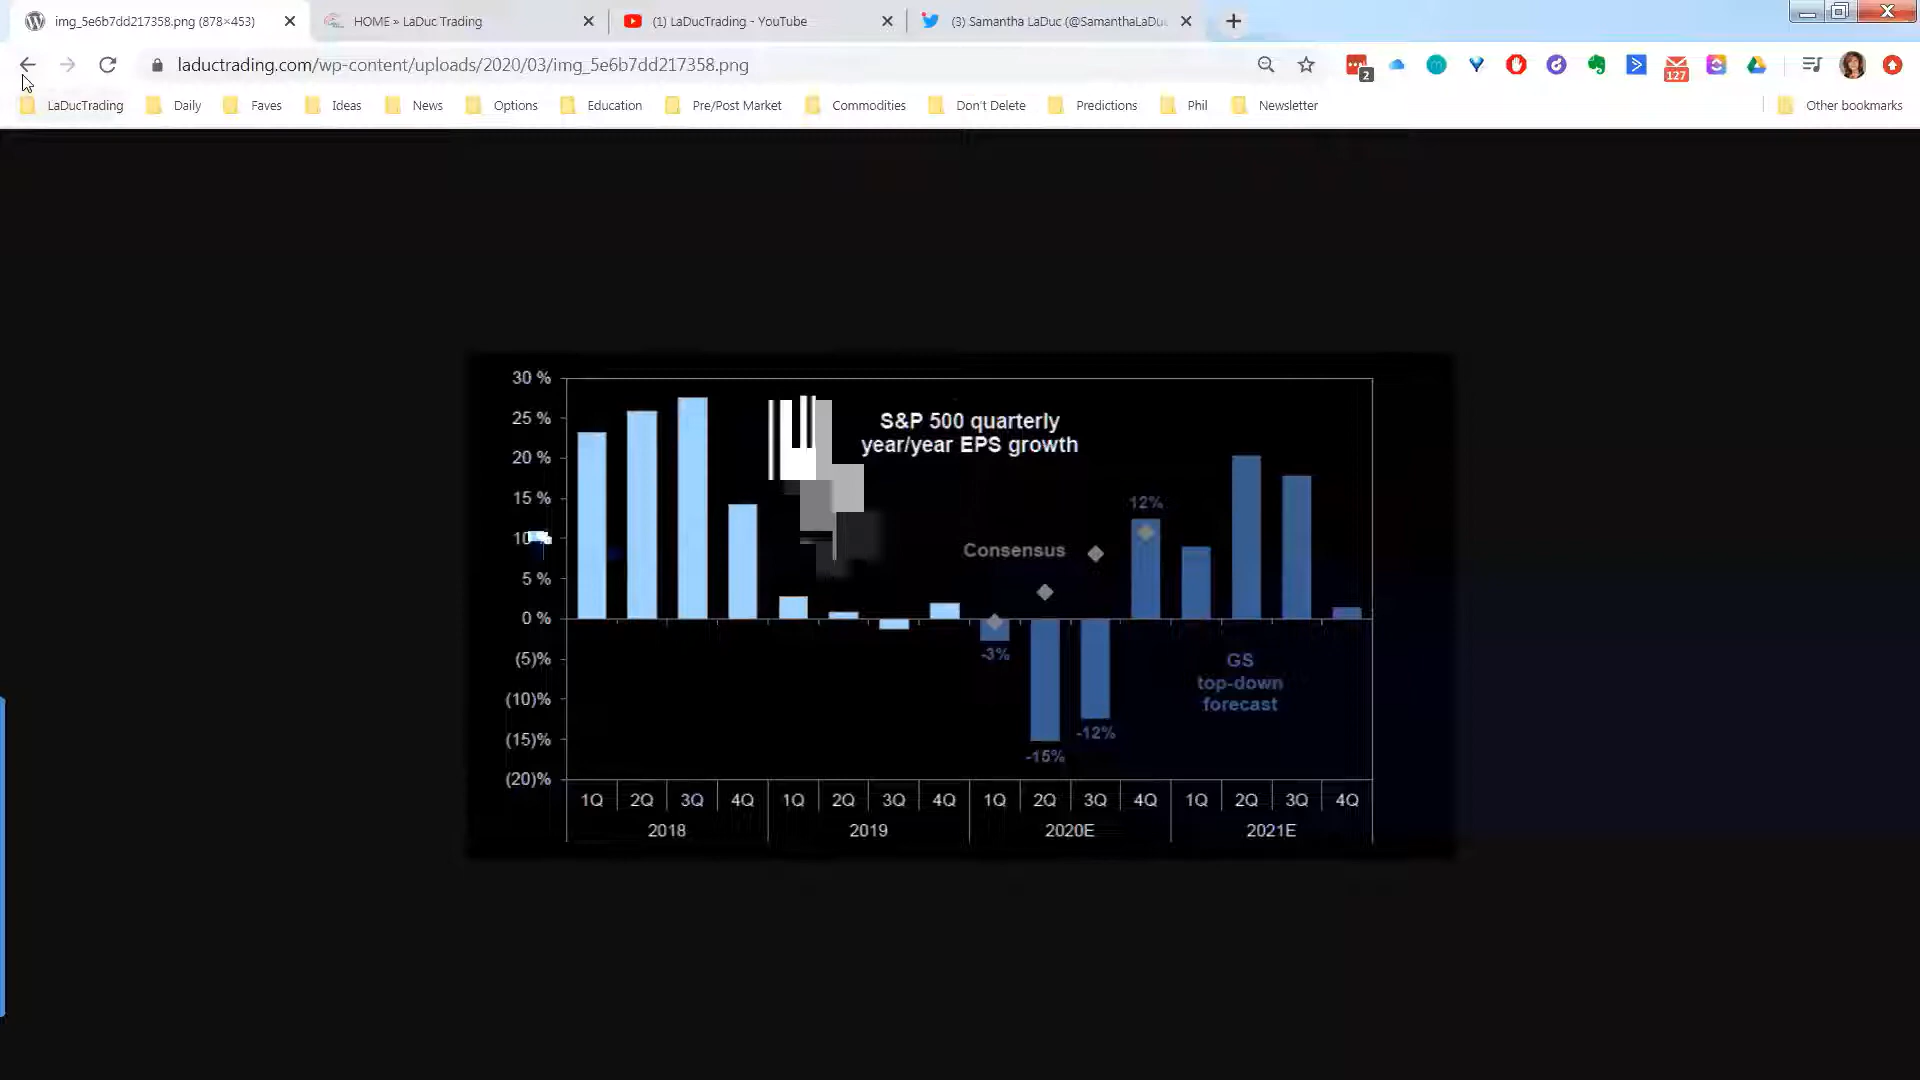 img_5e6b7dd217358.png (878×453)
HOME » LaDuc Trading
(1) LaDucTrading - YouTube
(3) Samantha LaDuc (@SamanthaLaDu
laductrading.com/wp-content/uploads/2020/03/img_5e6b7dd217358.png
2
127
LaDucTrading
Daily
Faves
Ideas
News
Options
Education
Pre/Post Market
Commodities
Don't Delete
Predictions
Phil
Newsletter
Other bookmarks
30 %
25 %
20 %
15 %
5 %
0 %
(5)%
(10)%
(15)%
(20)%
S&P 500 quarterly
year/year EPS growth
Consensus
12%
-3%
-15%
-12%
GS
top-down
forecast
1Q 2Q 3Q 4Q 1Q 2Q 3Q 4Q 1Q 2Q 3Q 4Q 1Q 2Q 3Q 4Q
2018 2019 2020E 2021E